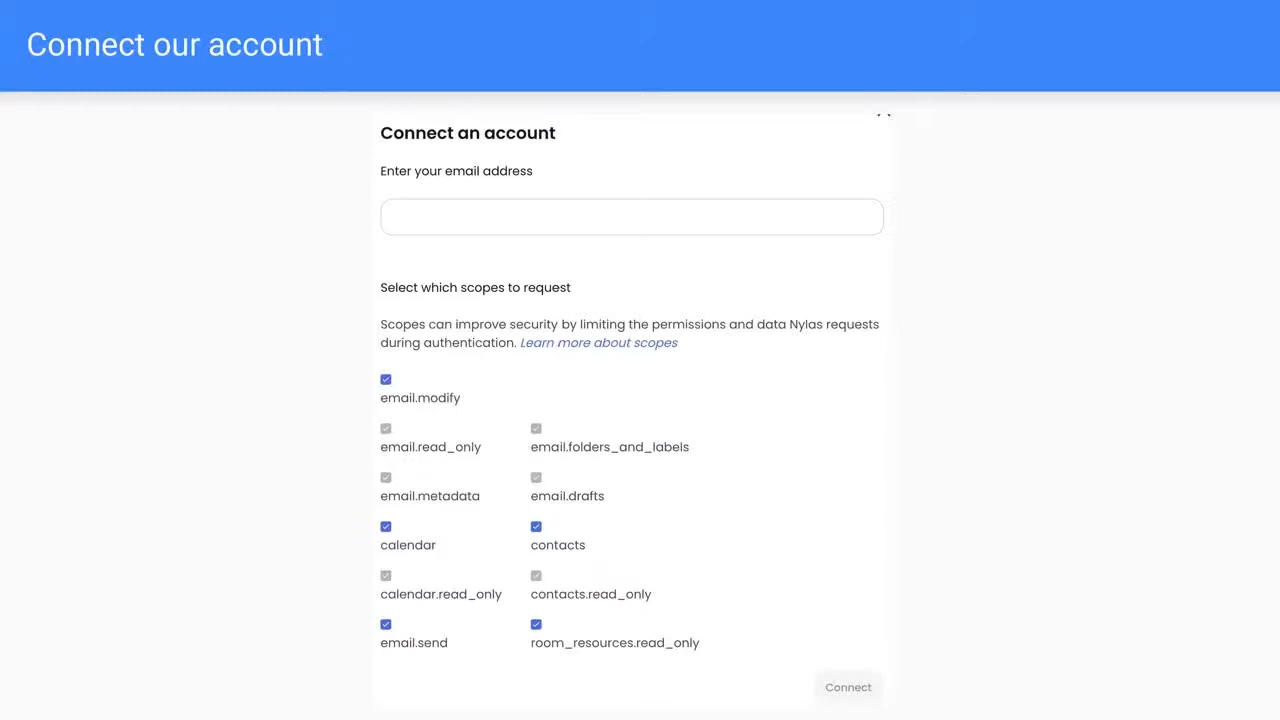 Connect our account
Connect an account
Enter your email address
Select which scopes to request
Scopes can improve security by limiting the permissions and data Nylas requests
during authentication. Learn more about scopes
email.modify
email.read_only email.folders_and_labels
email.metadata email.drafts
calendar contacts
calendar.read_only contacts.read_only
email.send room_resources.read_only
Connect